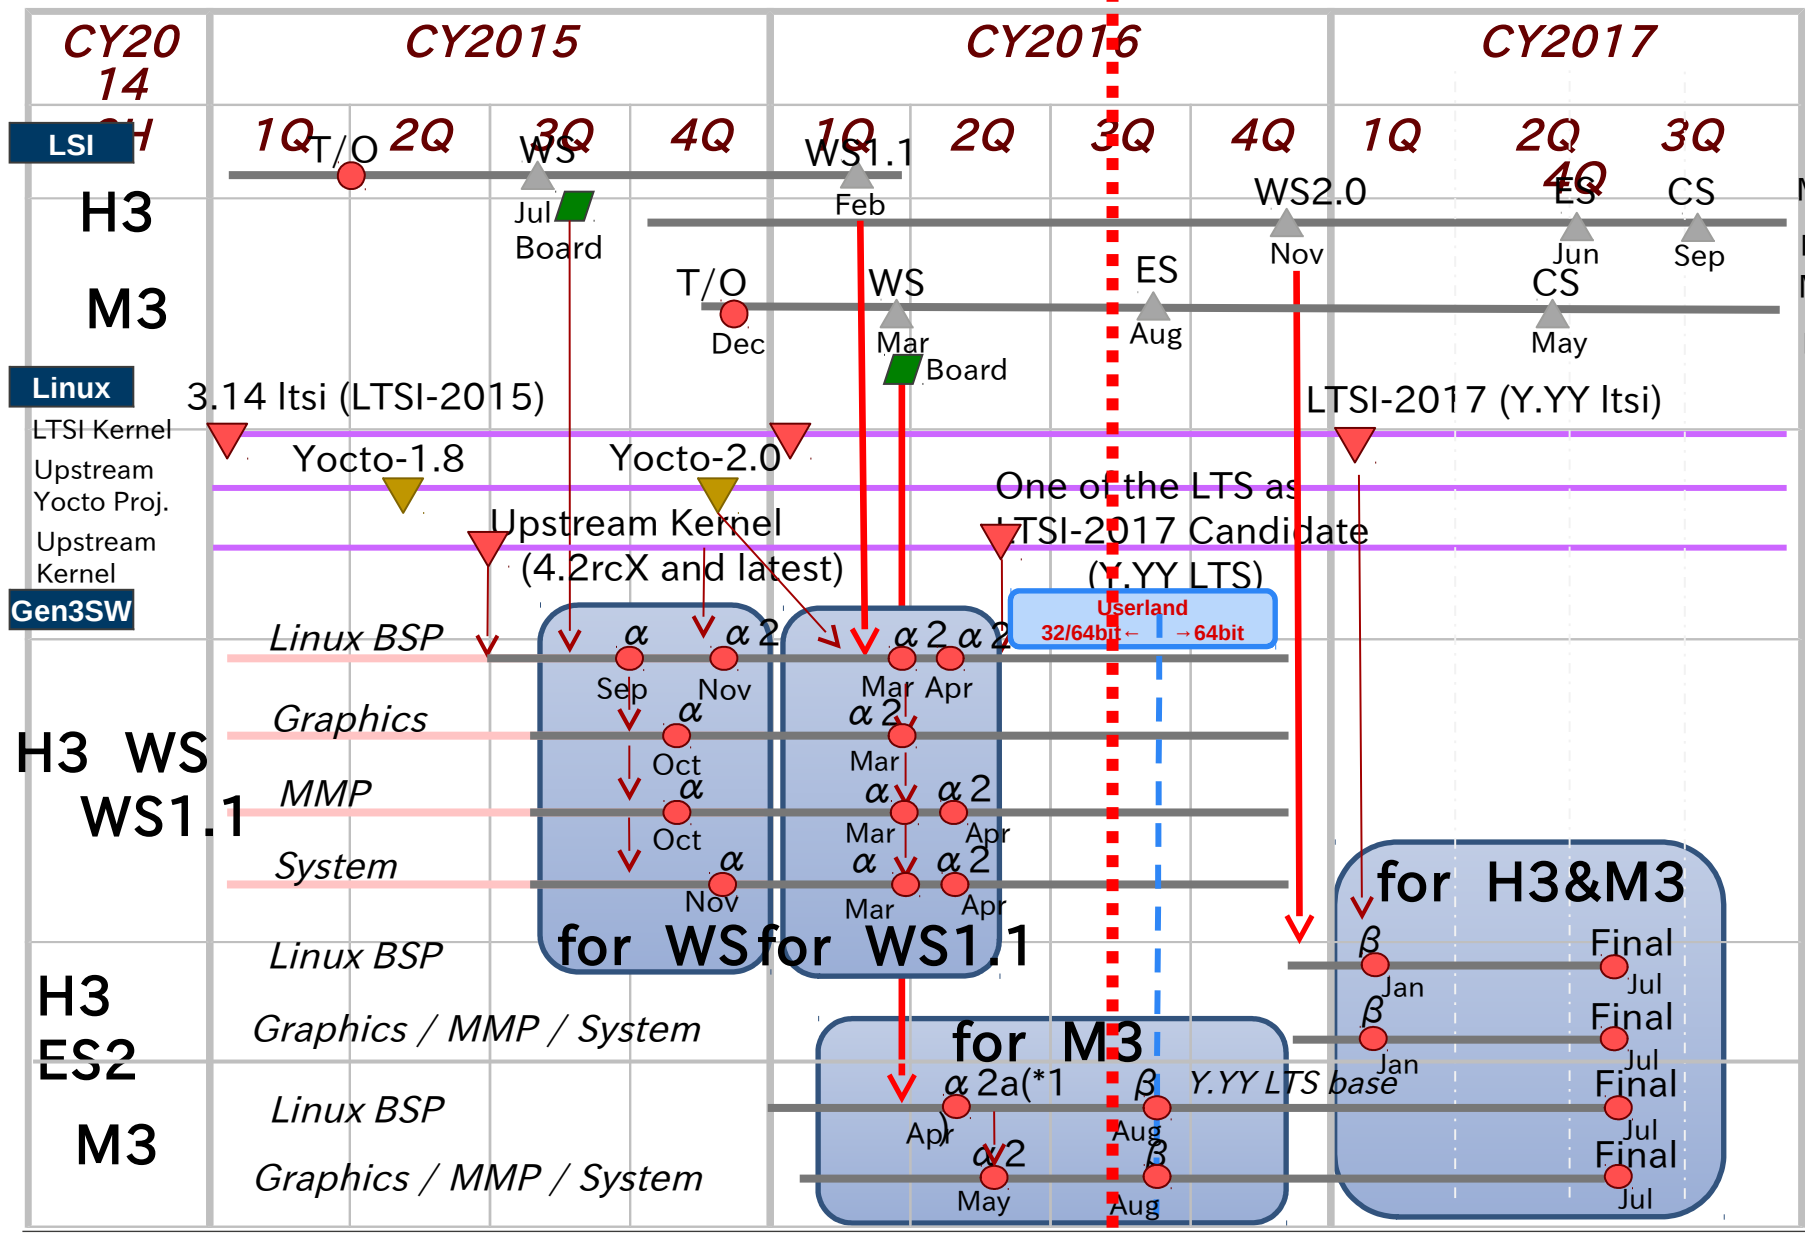 CY20
14
CY2015
CY2016
CY2017
1Q
2Q
3Q
4Q
1Q
2Q
3Q
4Q
1Q
2Q
3Q
4Q
LSI
H3
T/O
WS
Jul
Board
WS1.1
Feb
WS2.0
Nov
ES
Jun
CS
Sep
M3
T/O
Dec
WS
Mar
Board
ES
Aug
CS
May
Linux
LTSI Kernel
3.14 ltsi (LTSI-2015)
LTSI-2017 (Y.YY ltsi)
Upstream
Yocto Proj.
Yocto-1.8
Yocto-2.0
Upstream
Kernel
Upstream Kernel
(4.2rcX and latest)
One of the LTS as
LTSI-2017 Candidate
(Y.YY LTS)
Gen3SW
Userland
32/64bit← →64bit
H3 WS
WS1.1
Linux BSP
α
Sep
α2
Nov
α2
Mar
α2
Apr
Graphics
α
Oct
α2
Mar
MMP
α
Oct
α
Mar
α2
Apr
System
α
Nov
α
Mar
α2
Apr
for WS
for WS1.1
for H3&M3
H3
ES2
Linux BSP
β
Jan
Final
Jul
Graphics / MMP / System
β
Jan
Final
Jul
for M3
M3
Linux BSP
α2a(*1
)
Apr
β
Aug
Y.YY LTS base
Final
Jul
Graphics / MMP / System
α2
May
β
Aug
Final
Jul